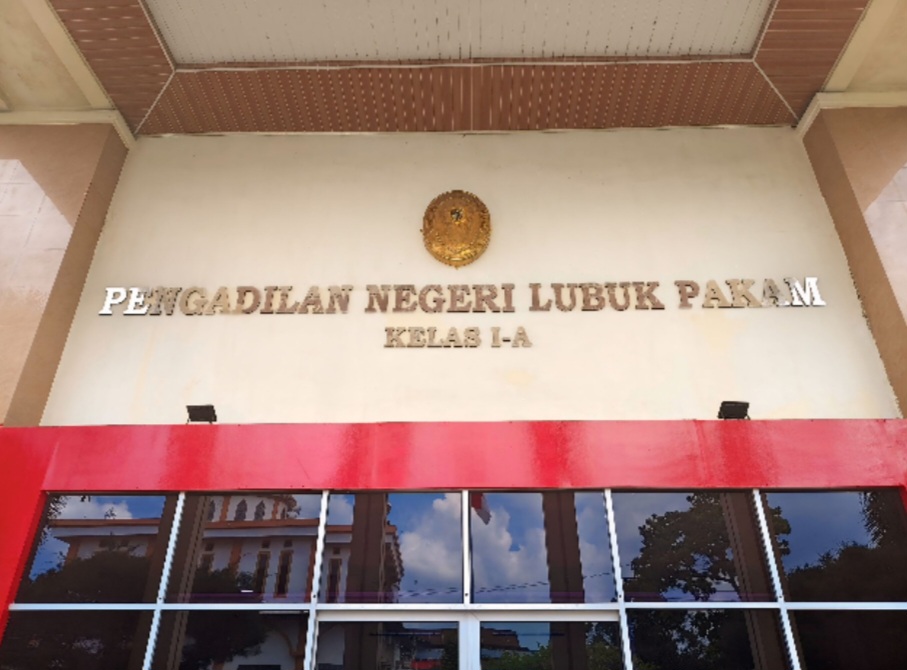 PENGADILAN NEGERI LUBUK PAKAM
KELAS I-A